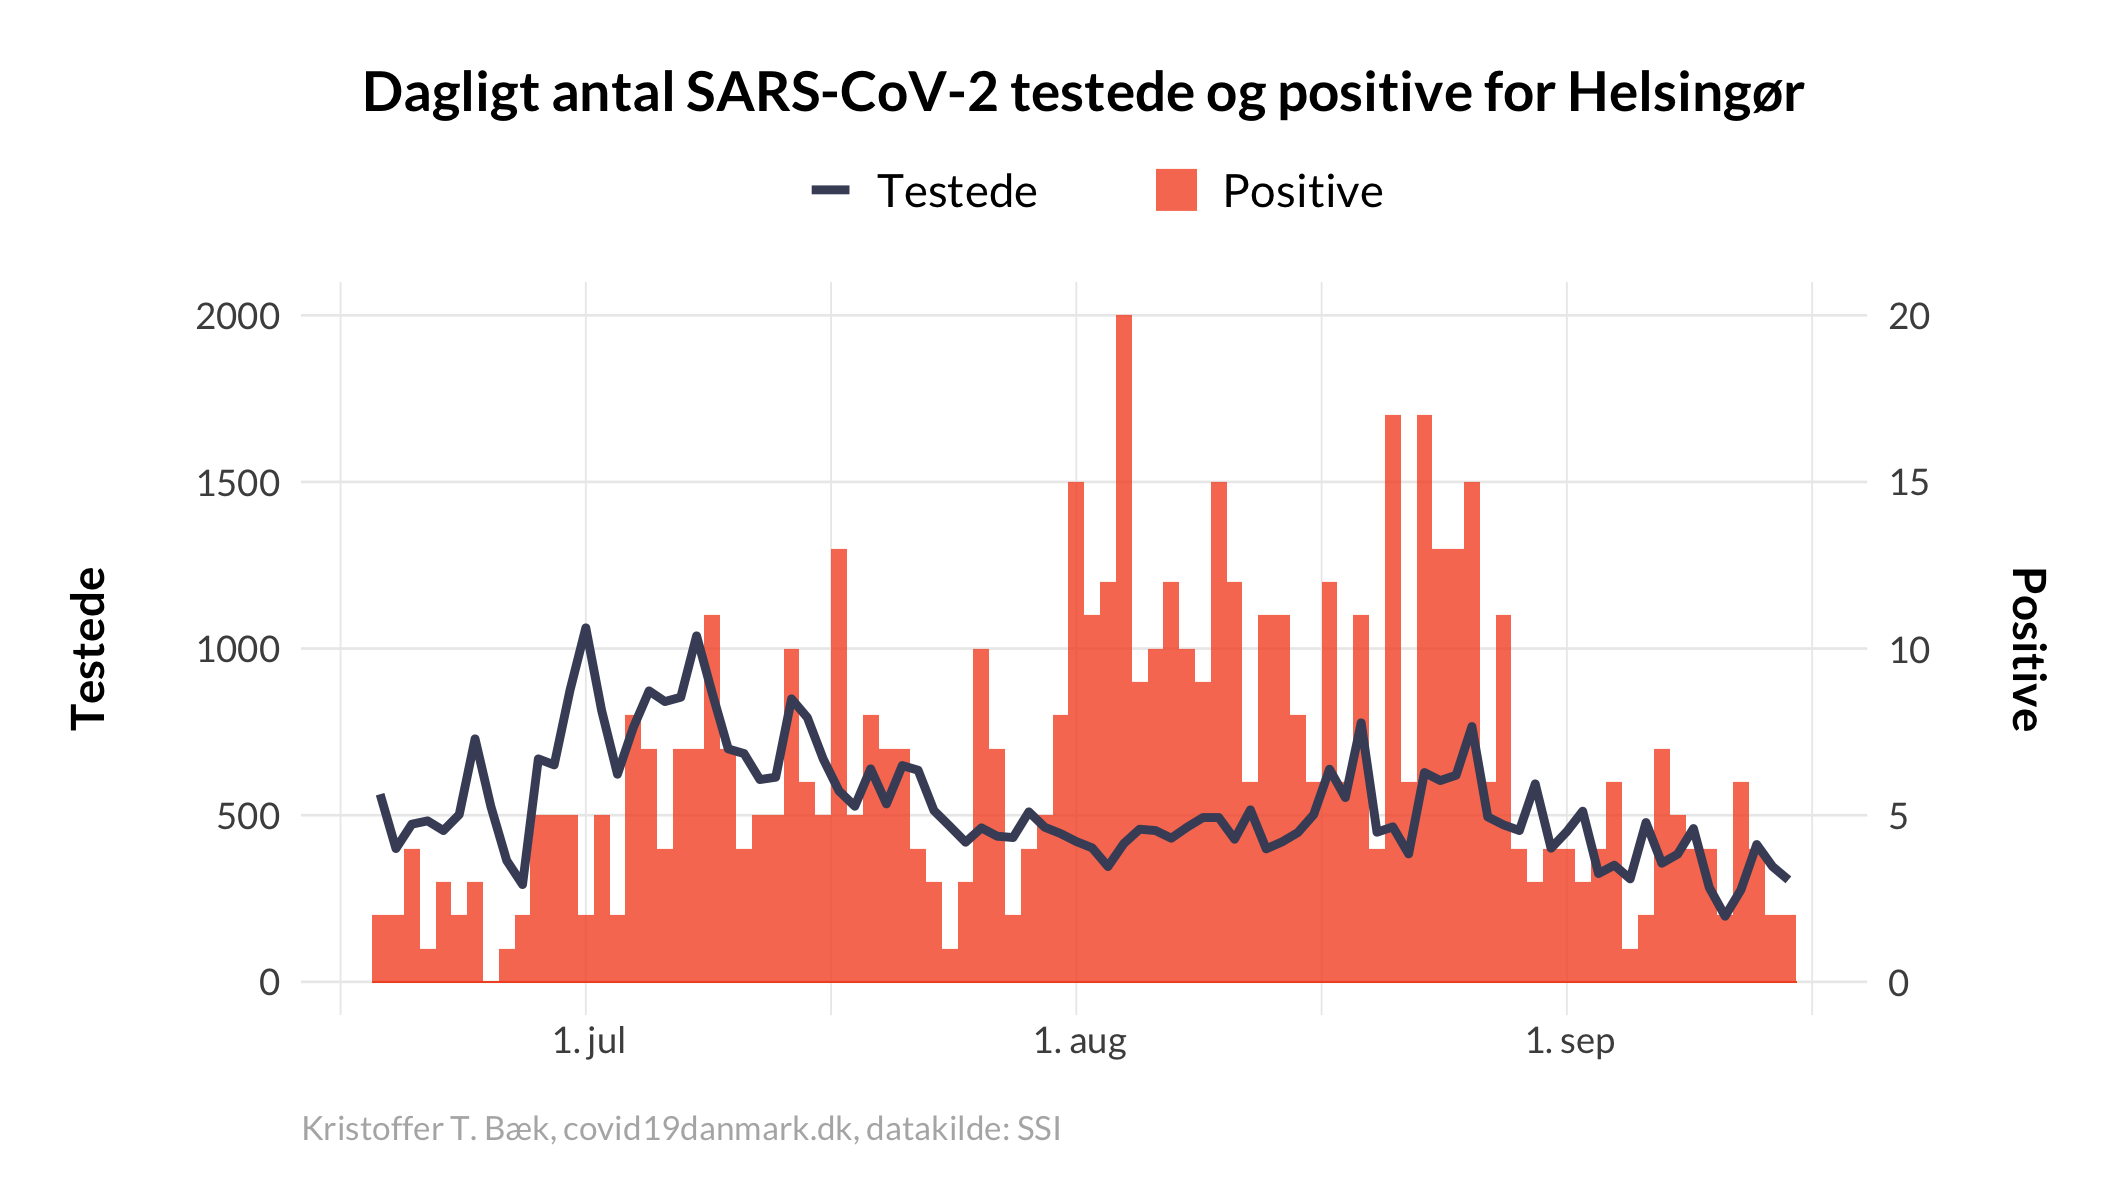 Dagligt antal SARS-CoV-2 testede og positive for Helsingør
Testede
Positive
2000
1500
1000
500
0
Testede
20
15
10
5
0
Positive
1. jul
1. aug
1. sep
Kristoffer T. Bæk, covid19danmark.dk, datakilde: SSI